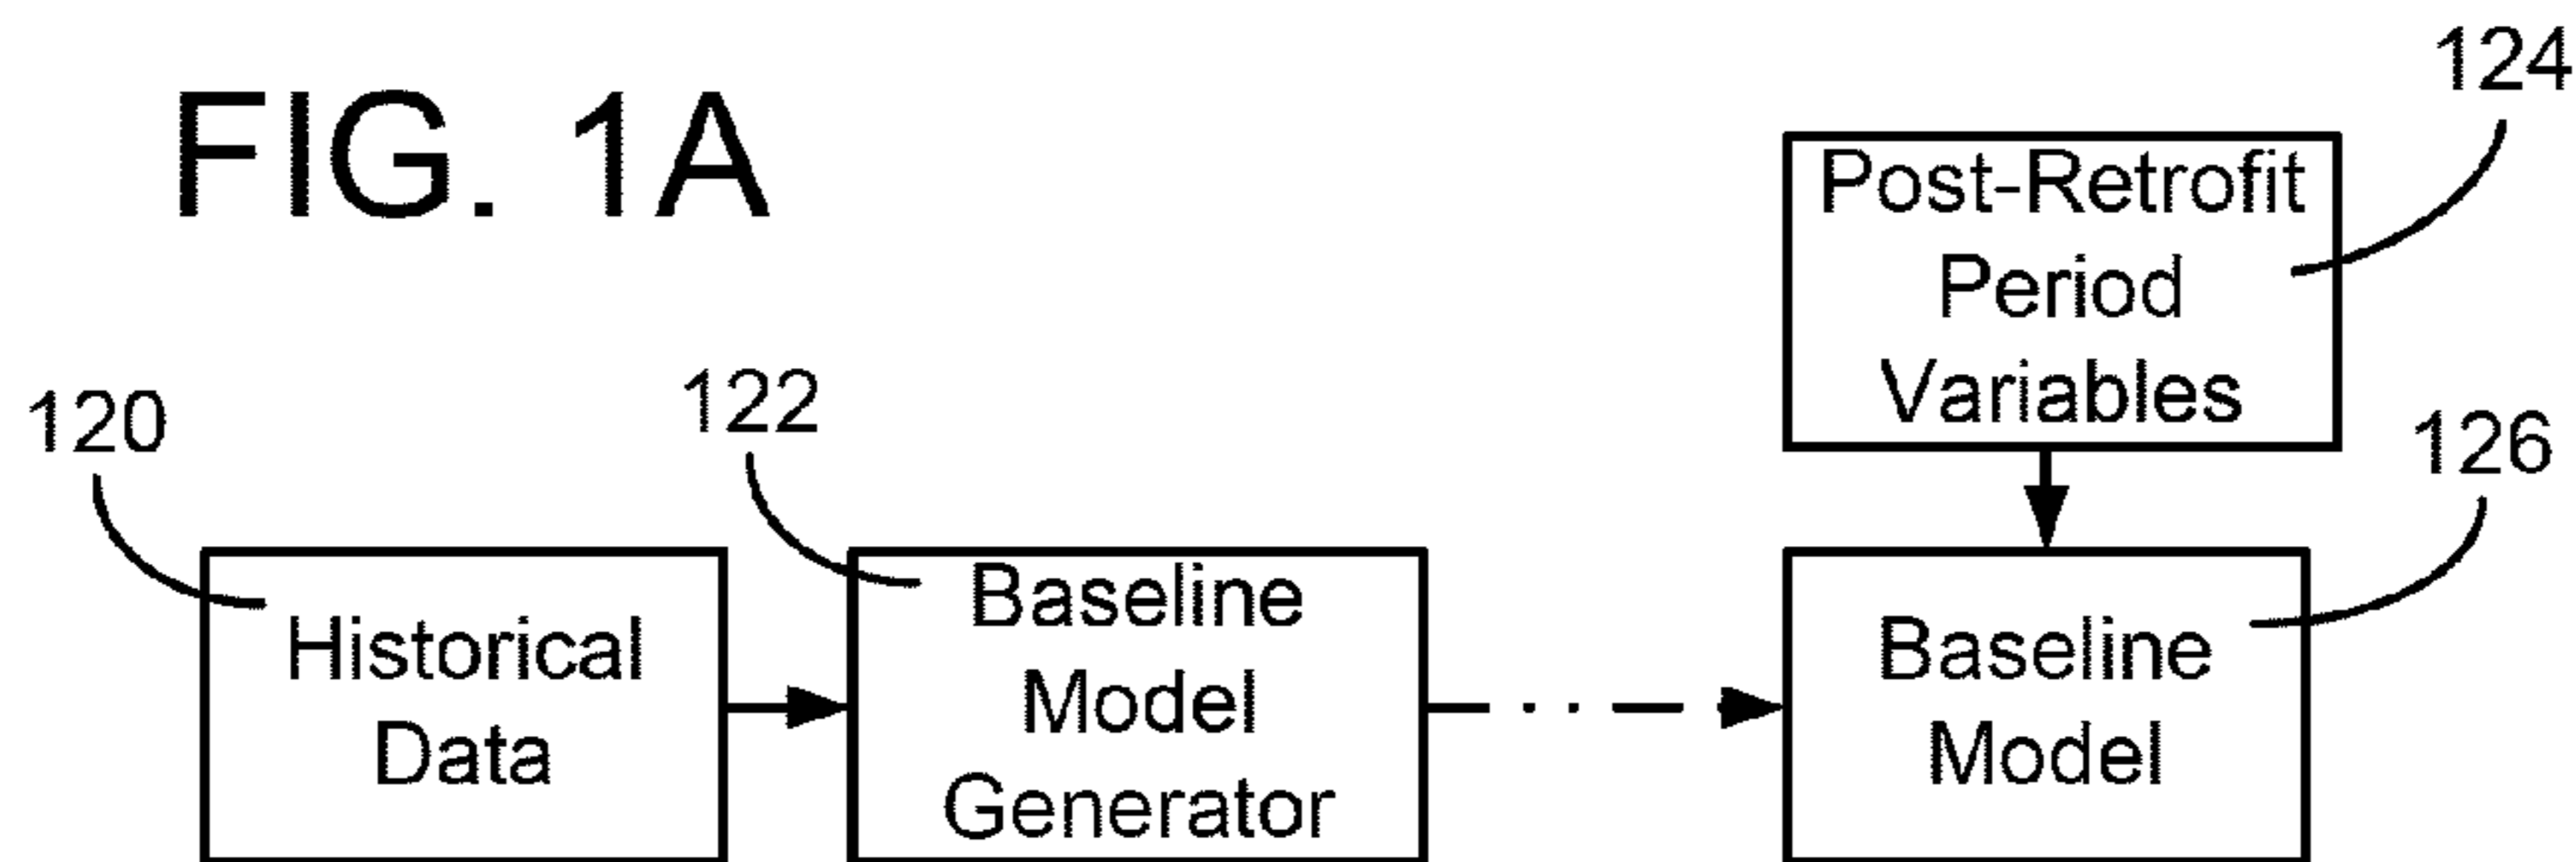 FIG. 1A
124
Post-Retrofit
Period
Variables
120
122
126
Historical
Data
Baseline
Model
Generator
Baseline
Model